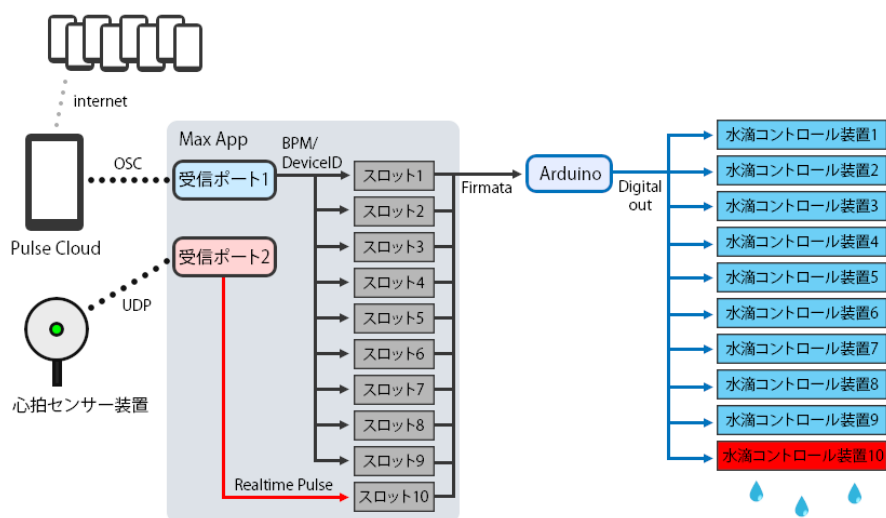 internet
Pulse Cloud
OSC
UDP
心拍センサー装置
Max App
受信ポート1
受信ポート2
BPM/
DeviceID
Realtime Pulse
スロット1
スロット2
スロット3
スロット4
スロット5
スロット6
スロット7
スロット8
スロット9
スロット10
Firmata
Arduino
Digital
out
水滴コントロール装置1
水滴コントロール装置2
水滴コントロール装置3
水滴コントロール装置4
水滴コントロール装置5
水滴コントロール装置6
水滴コントロール装置7
水滴コントロール装置8
水滴コントロール装置9
水滴コントロール装置10